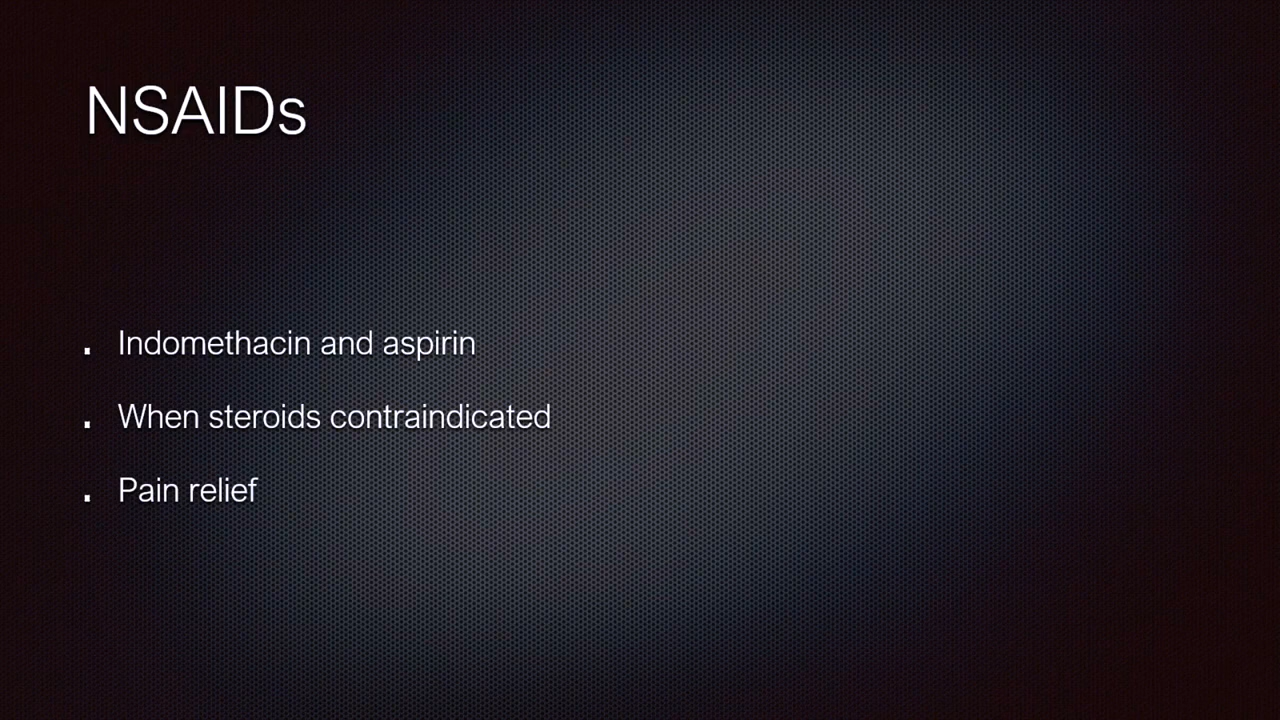 NSAIDs
. Indomethacin and aspirin
. When steroids contraindicated
. Pain relief